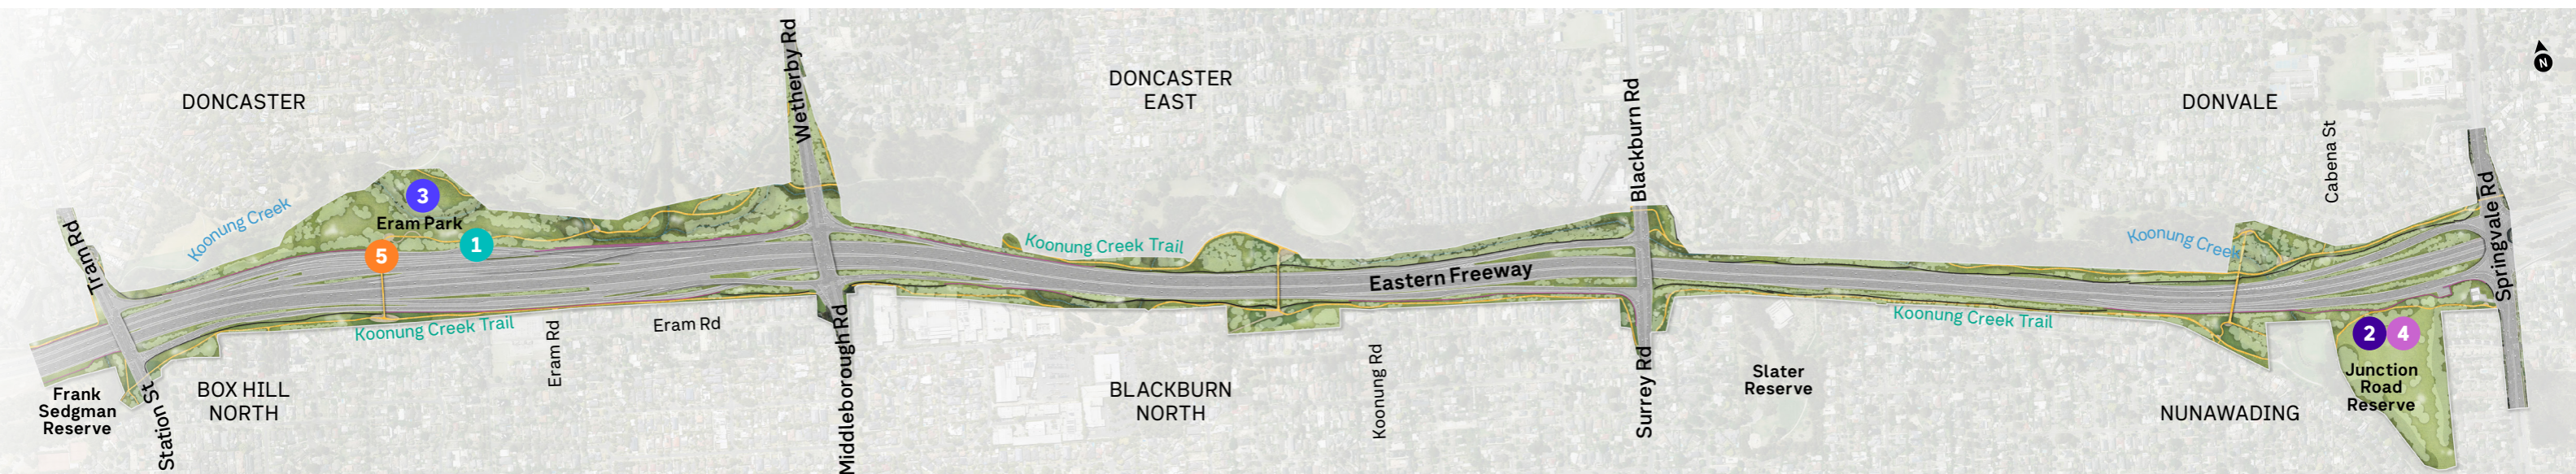 Wetherby Rd
N
DONCASTER
EAST
Blackburn Rd
DONCASTER
DONVALE
Cabena St
3
Eram Park
Koonung Creek
Tram Rd
Springvale Rd
5
1
Koonung Creek Trail
Koonung Creek
Eastern Freeway
Koonung Creek Trail
Eram Rd
Eram Rd
Koonung Creek Trail
2
4
Middleborough Rd
Koonung Rd
Surrey Rd
Slater
Reserve
Junction
Road
Reserve
Frank
Sedgman
Reserve
Station St
BOX HILL
NORTH
BLACKBURN
NORTH
NUNAWADING